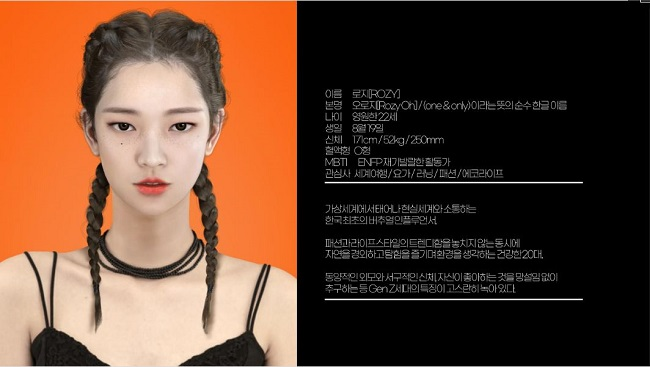 이름 로지[ROZY]
본명 오로지[Rozy Oh] / (one & only) 이라는 뜻의 순수 한글 이름
나이 영원한 22세
생일 8월 19일
신체 171cm / 52kg / 250mm
혈액형 O형
MBTI ENFP 재기발랄한 활동가
관심사 세계여행 / 요가 / 러닝 / 패션 / 에코라이프
가상세계에서 태어나 현실세계와 소통하는
한국 최초의 버추얼 인플루언서.
패션과 라이프스타일의 트렌디함을 놓치지 않는 동시에
자연을 경외하고 탐험을 즐기며 환경을 생각하는 건강한 20대.
동양적인 외모와 서구적인 신체, 자신이 좋아하는 것을 망설임 없이
추구하는 등 Gen Z세대의 특징이 고스란히 녹아 있다.